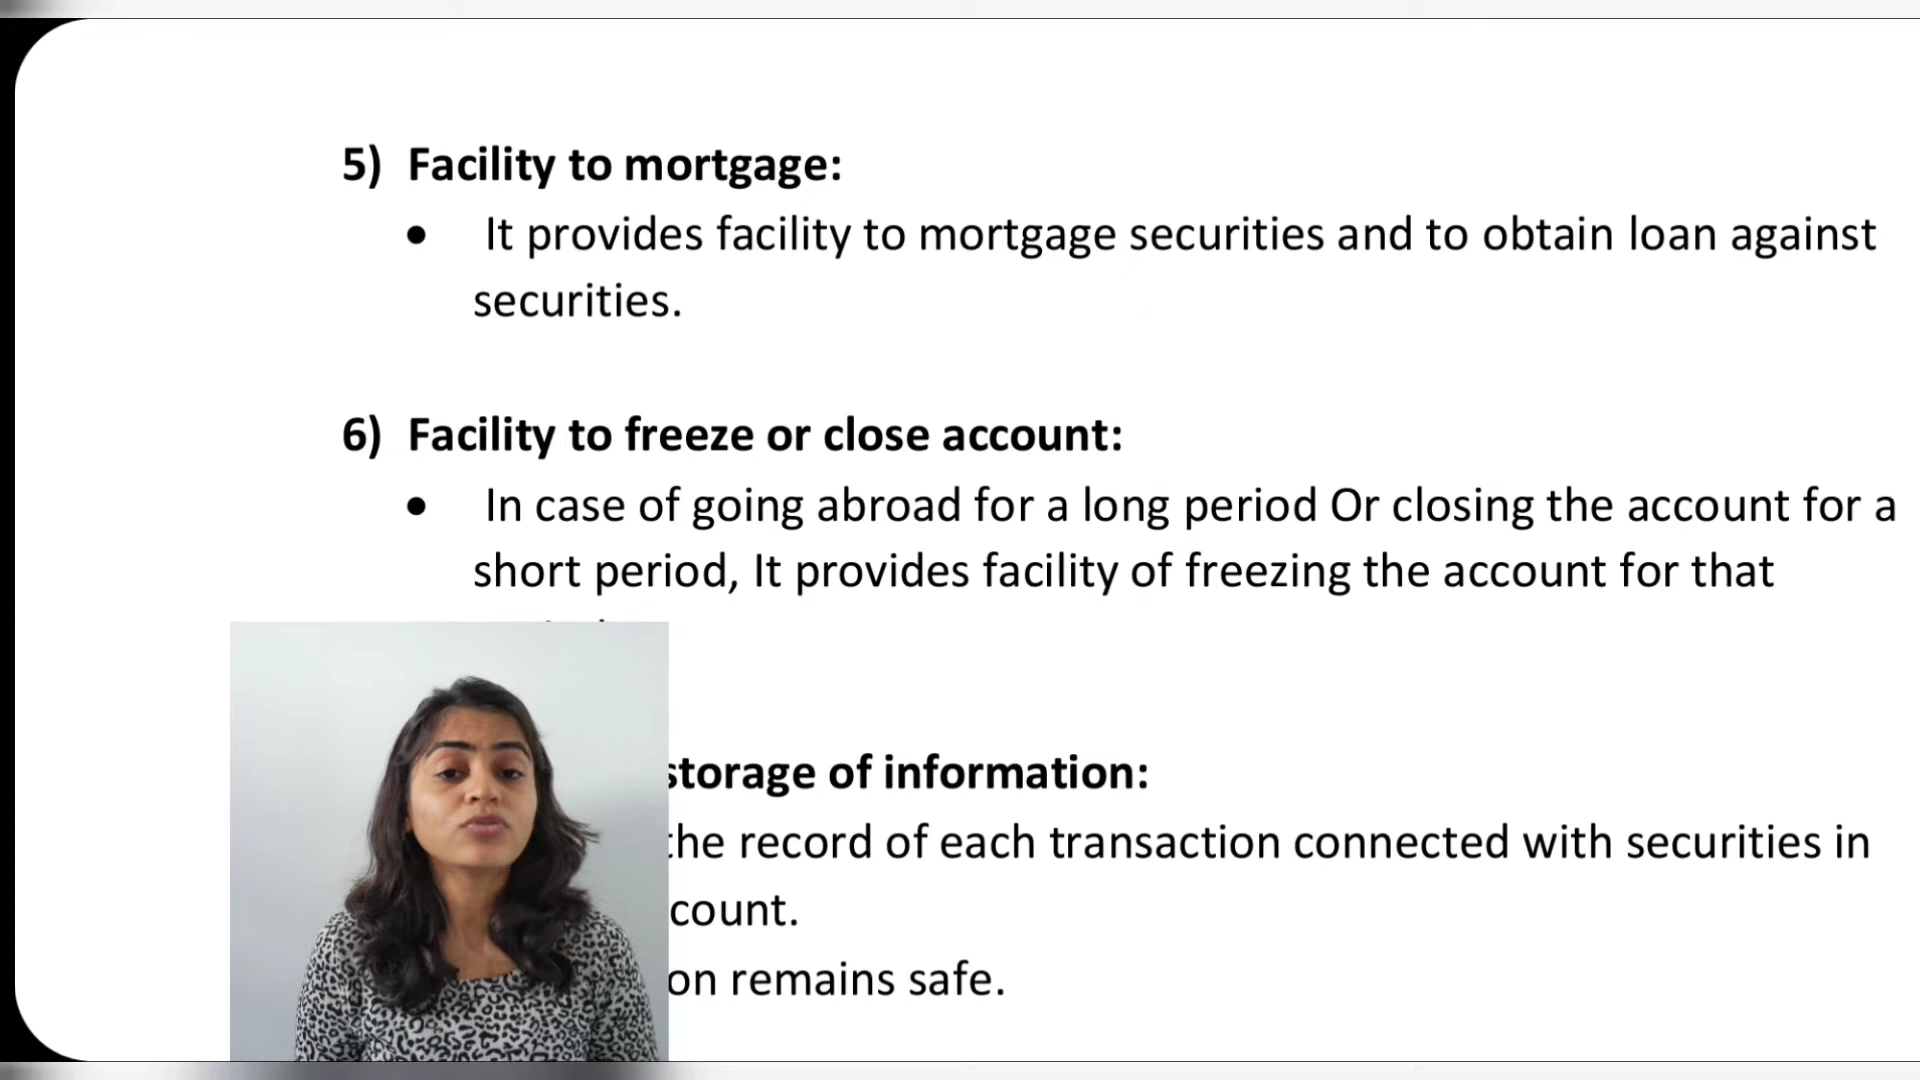 5) Facility to mortgage:
• It provides facility to mortgage securities and to obtain loan against
securities.
6) Facility to freeze or close account:
• In case of going abroad for a long period Or closing the account for a
short period, It provides facility of freezing the account for that
storage of information:
the record of each transaction connected with securities in
remains safe.